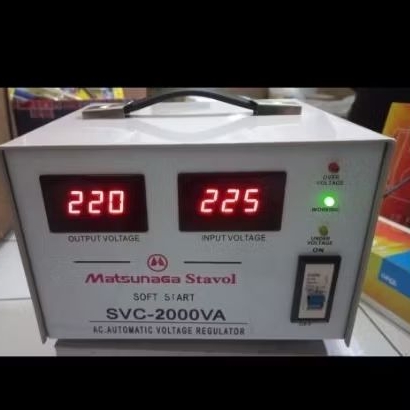 220
225
OUTPUT VOLTAGE
INPUT VOLTAGE
OVER
VOLTAGE
WORKING
UNDER
VOLTAGE
ON
Matsunaga Stavol
SOFT START
SVC-2000VA
AC.AUTOMATIC VOLTAGE REGULATOR
OFF